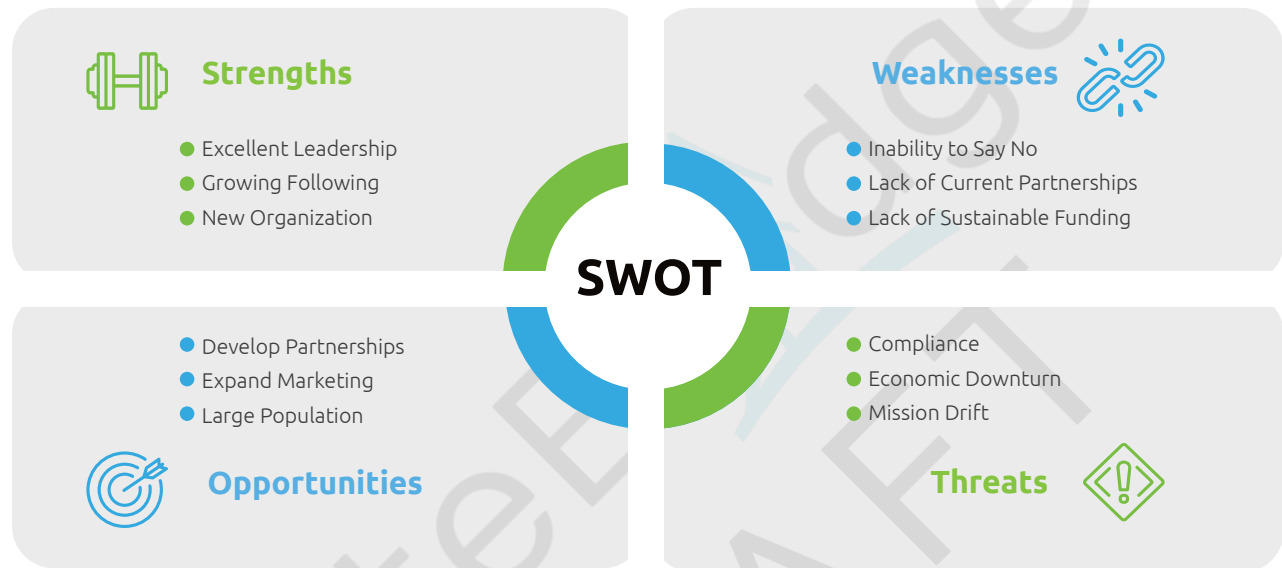 Strengths
Excellent Leadership
Growing Following
New Organization
Weaknesses
Inability to Say No
Lack of Current Partnerships
Lack of Sustainable Funding
SWOT
Develop Partnerships
Expand Marketing
Large Population
Opportunities
Compliance
Economic Downturn
Mission Drift
Threats